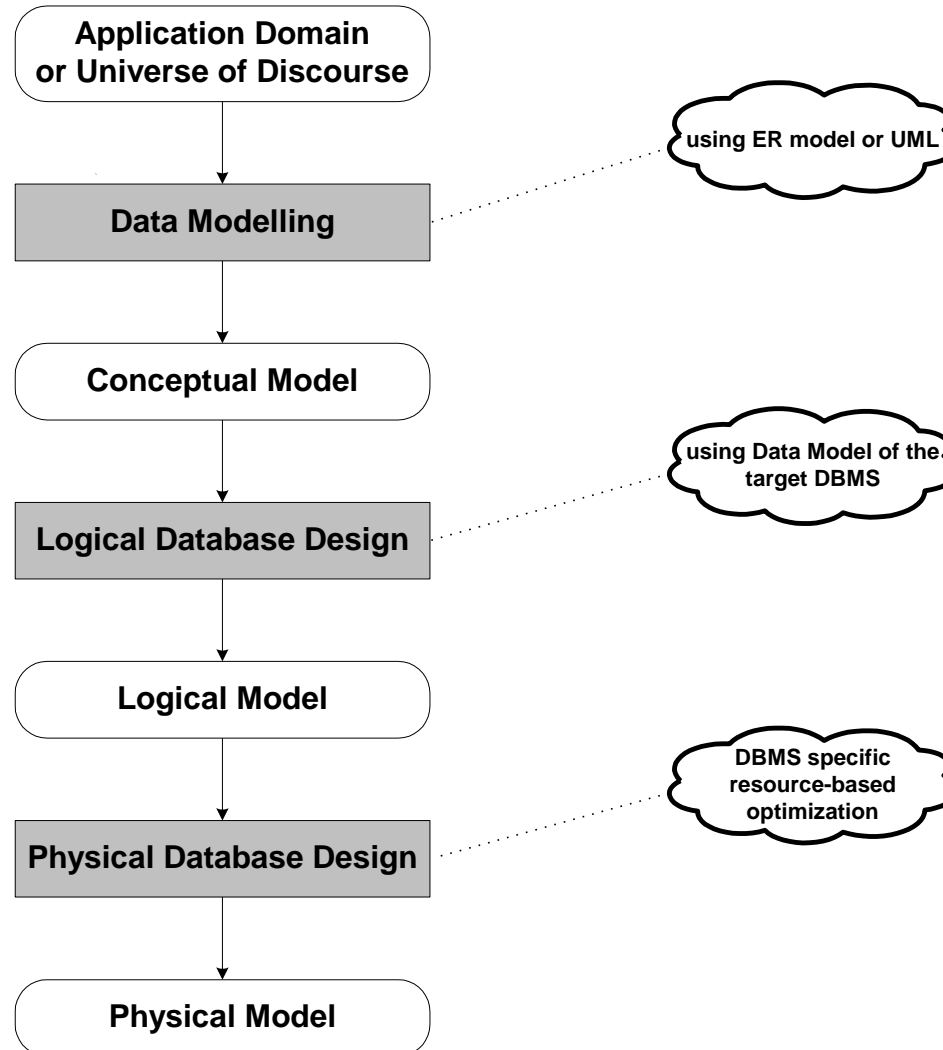 Application Domain
or Universe of Discourse
using ER model or UML
Data Modelling
Conceptual Model
using Data Model of the
target DBMS
Logical Database Design
Logical Model
DBMS specific
resource-based
optimization
Physical Database Design
Physical Model